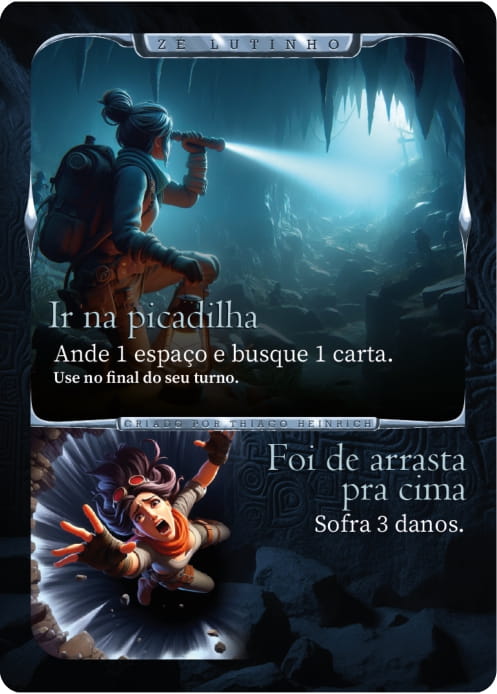 ZÉ LUTINHO
Ir na picadilha
Ande 1 espaço e busque 1 carta.
Use no final do seu turno.
CRIADO POR THIAGO HEINRICH
Foi de arrasta
pra cima
Sofra 3 danos.